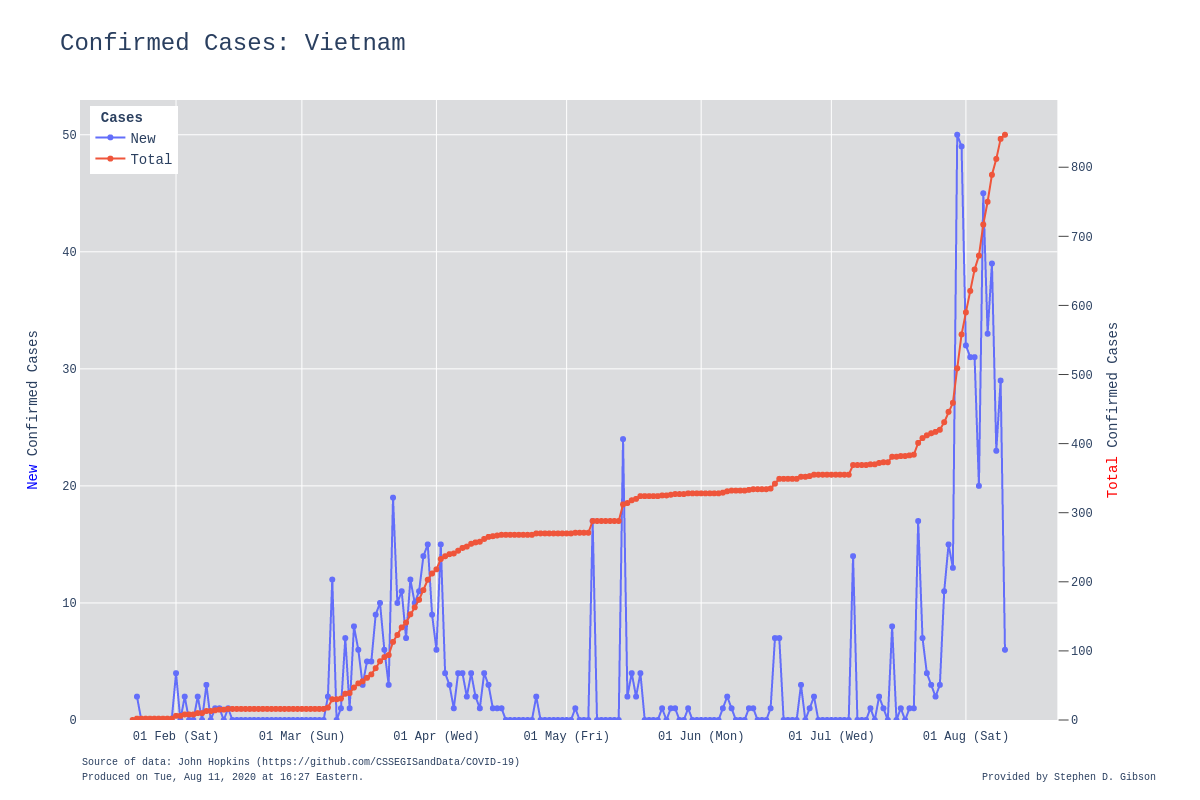 Confirmed Cases: Vietnam
Cases
New
Total
50
40
30
20
10
0
800
700
600
500
400
300
200
100
0
New Confirmed Cases
Total Confirmed Cases
01 Feb (Sat)
01 Mar (Sun)
01 Apr (Wed)
01 May (Fri)
01 Jun (Mon)
01 Jul (Wed)
01 Aug (Sat)
Source of data: John Hopkins (https://github.com/CSSEGISandData/COVID-19)
Produced on Tue, Aug 11, 2020 at 16:27 Eastern.
Provided by Stephen D. Gibson